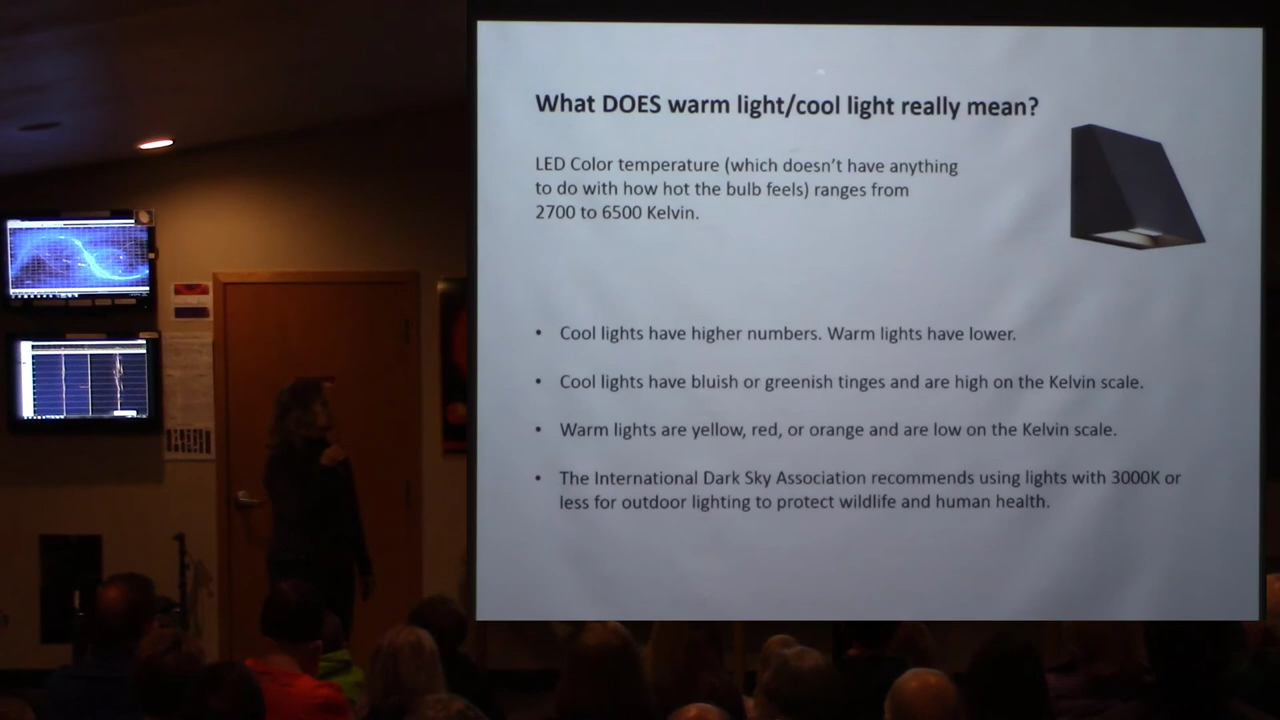 What DOES warm light/cool light really mean?
LED Color temperature (which doesn't have anything
to do with how hot the bulb feels) ranges from
2700 to 6500 Kelvin.
• Cool lights have higher numbers. Warm lights have lower.
• Cool lights have bluish or greenish tinges and are high on the Kelvin scale.
• Warm lights are yellow, red, or orange and are low on the Kelvin scale.
• The International Dark Sky Association recommends using lights with 3000K or
less for outdoor lighting to protect wildlife and human health.